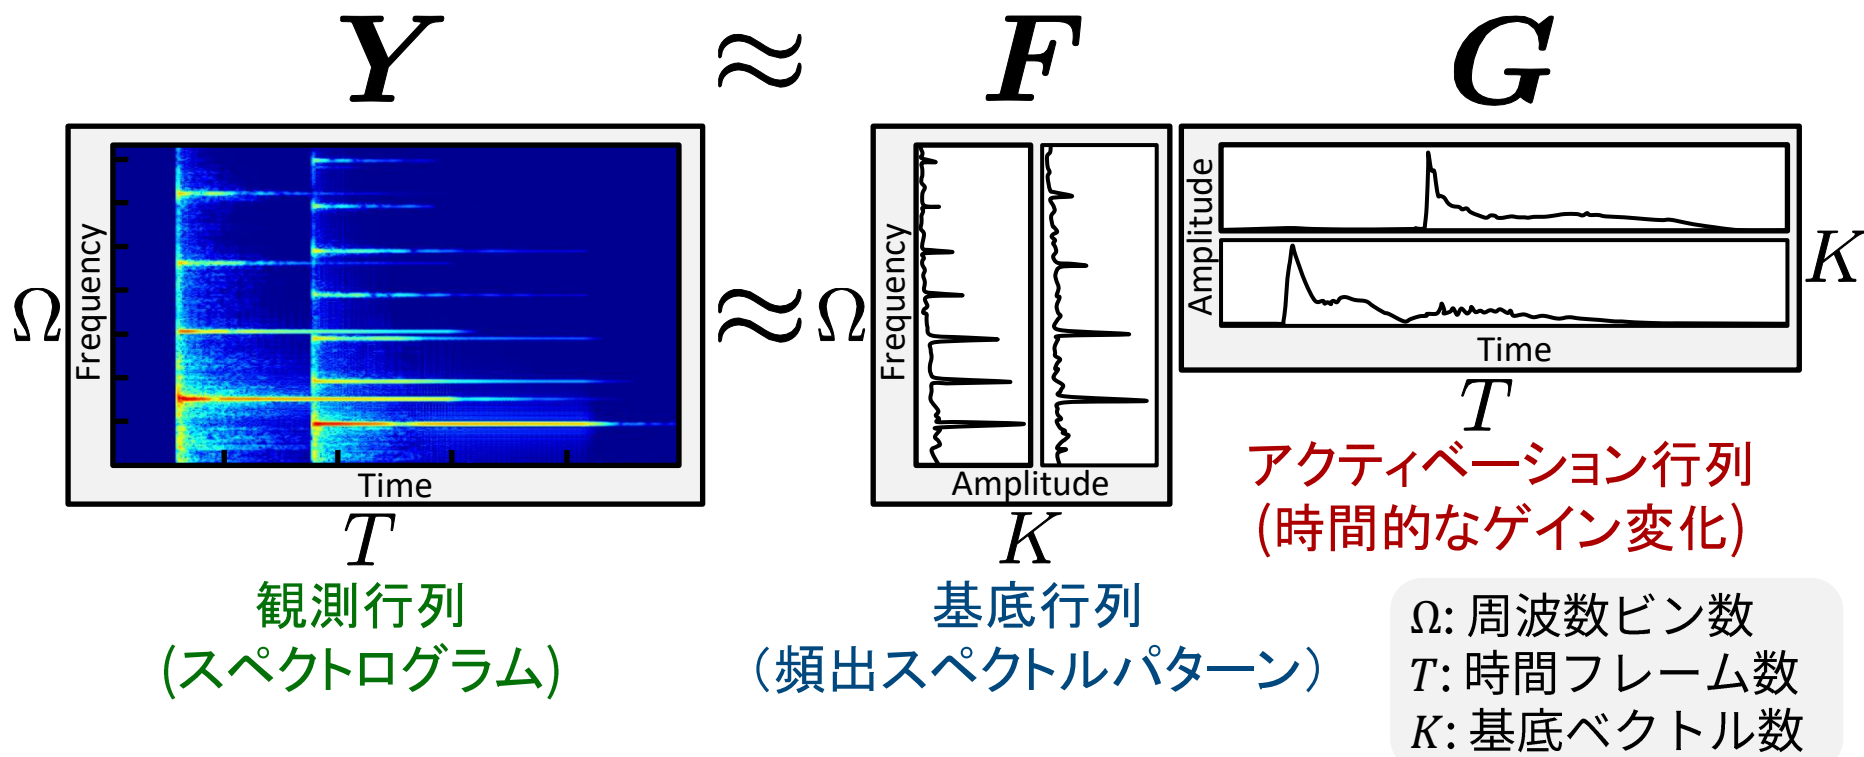 Y ≈ F G
Ω Frequency
Time
T
観測行列
(スペクトログラム)
≈
Ω Frequency
Amplitude
K
基底行列
（頻出スペクトルパターン）
Amplitude
Amplitude
Time
K
T
アクティベーション行列
(時間的なゲイン変化)
Ω: 周波数ビン数
T: 時間フレーム数
K: 基底ベクトル数